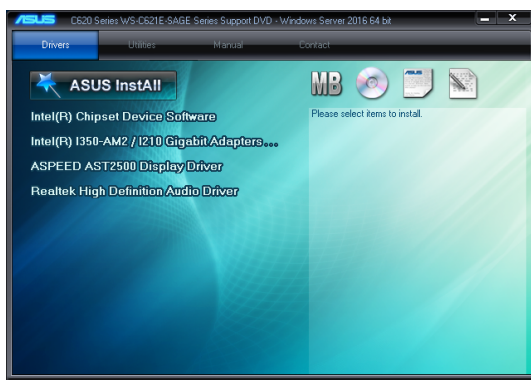 ASUS C620 Series WS-C621E-SAGE Series Support DVD - Windows Server 2016 64 bit
Drivers Utilities Manual Contact
ASUS InstAll
MB
ASUS
Please select items to install.
Intel(R) Chipset Device Software
Intel(R) I350-AM2 / I210 Gigabit Adapters...
ASPEED AST2500 Display Driver
Realtek High Definition Audio Driver